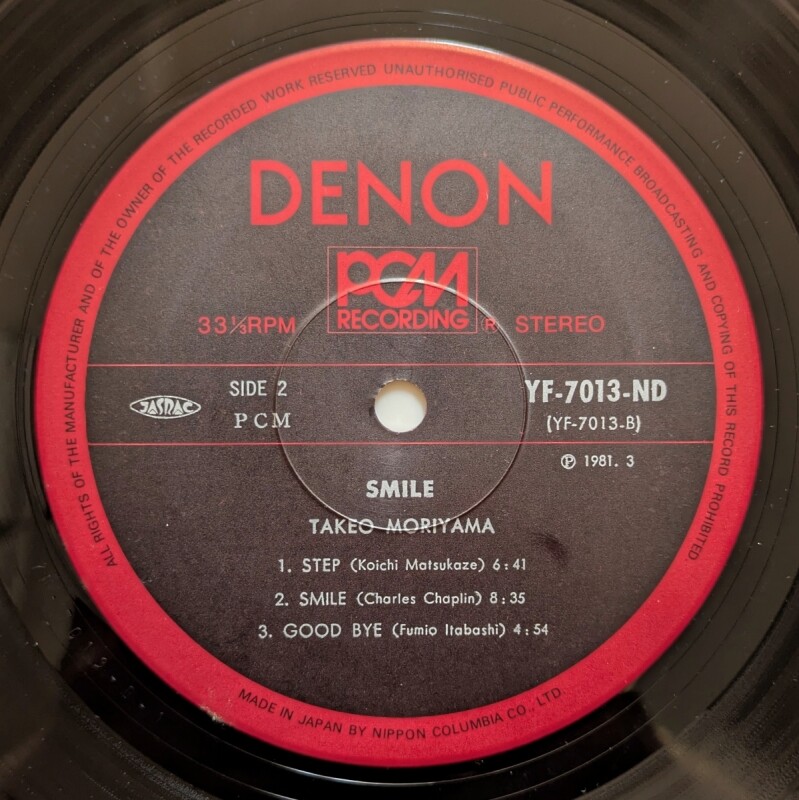 ALL RIGHTS OF THE MANUFACTURER AND OF THE OWNER OF THE RECORDED WORK RESERVED UNAUTHORISED PUBLIC PERFORMANCE BROADCASTING AND COPYING OF THIS RECORD PROHIBITED
DENON
PCM
RECORDING ®
33⅓RPM
STEREO
JASRAC
SIDE 2
PCM
YF-7013-ND
(YF-7013-B)
℗ 1981. 3
SMILE
TAKEO MORIYAMA
1. STEP (Koichi Matsukaze) 6:41
2. SMILE (Charles Chaplin) 8:35
3. GOOD BYE (Fumio Itabashi) 4:54
MADE IN JAPAN BY NIPPON COLUMBIA CO., LTD.